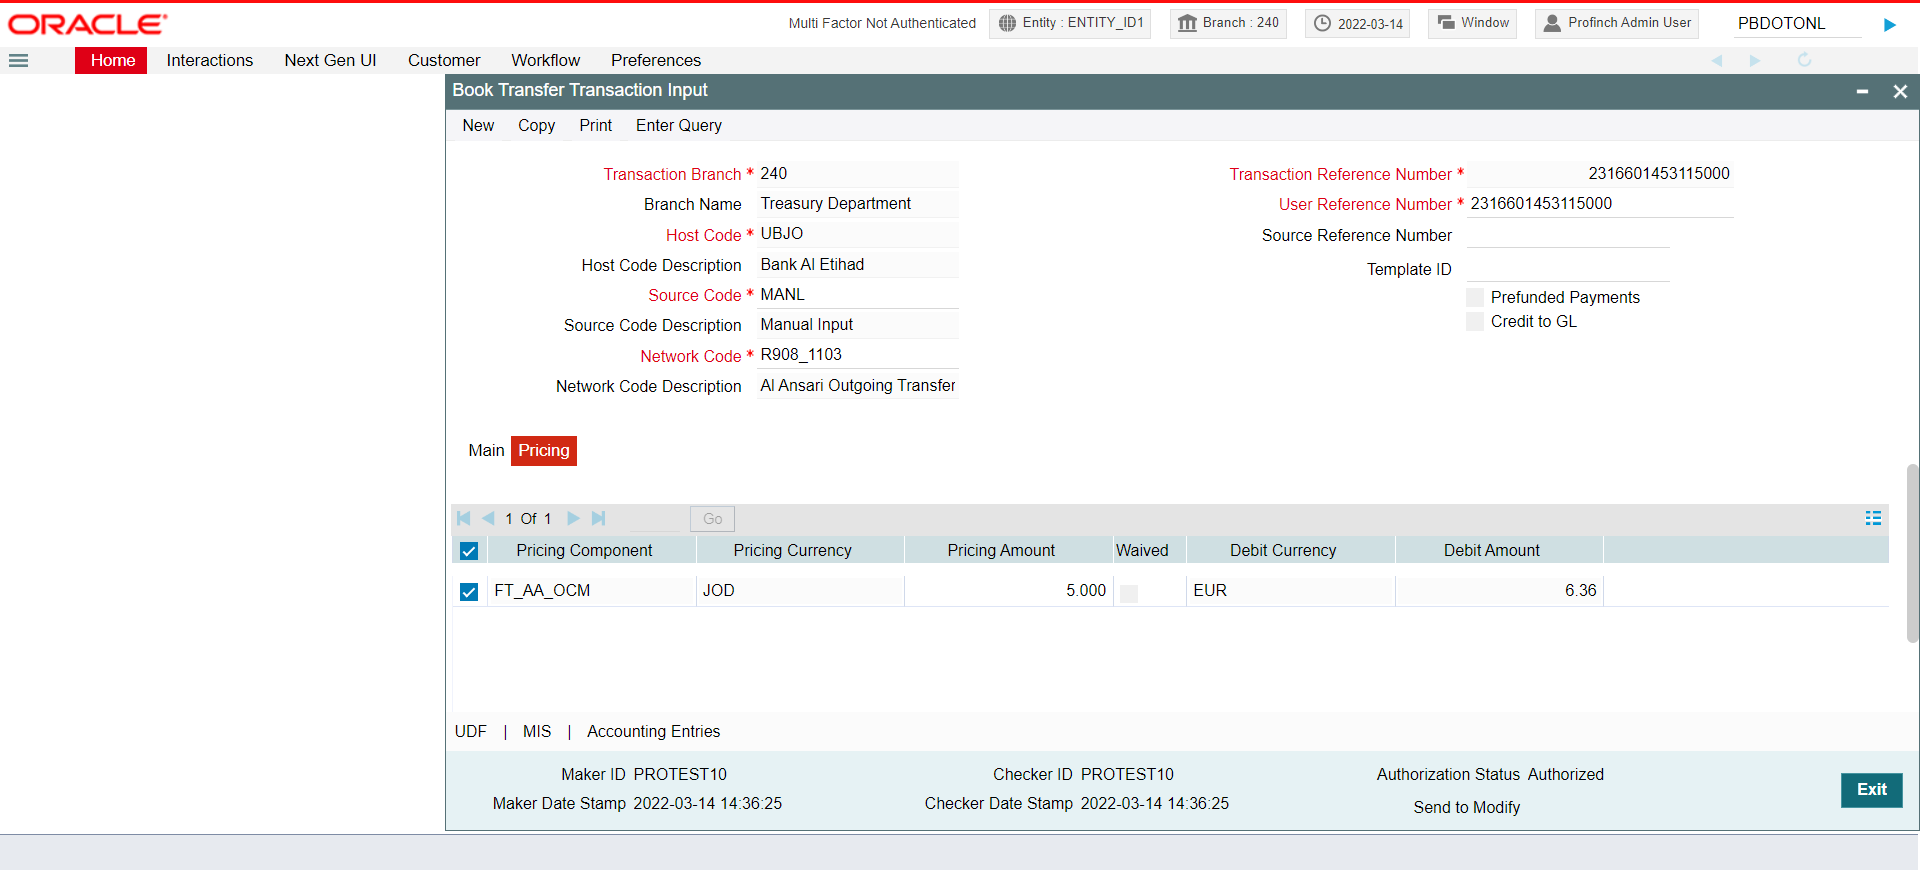 ORACLE
Multi Factor Not Authenticated Entity : ENTITY_ID1 Branch : 240 2022-03-14 Window Profinch Admin User PBDOTONL
Home Interactions Next Gen UI Customer Workflow Preferences
Book Transfer Transaction Input
New Copy Print Enter Query
Transaction Branch * 240
Branch Name Treasury Department
Host Code * UBJO
Host Code Description Bank Al Etihad
Source Code * MANL
Source Code Description Manual Input
Network Code * R908_1103
Network Code Description Al Ansari Outgoing Transfer
Transaction Reference Number * 2316601453115000
User Reference Number * 2316601453115000
Source Reference Number
Template ID
Prefunded Payments
Credit to GL
Main Pricing
1 Of 1 Go
Pricing Component Pricing Currency Pricing Amount Waived Debit Currency Debit Amount
FT_AA_OCM JOD 5.000 EUR 6.36
UDF | MIS | Accounting Entries
Maker ID PROTEST10 Checker ID PROTEST10 Authorization Status Authorized
Maker Date Stamp 2022-03-14 14:36:25 Checker Date Stamp 2022-03-14 14:36:25 Send to Modify
Exit